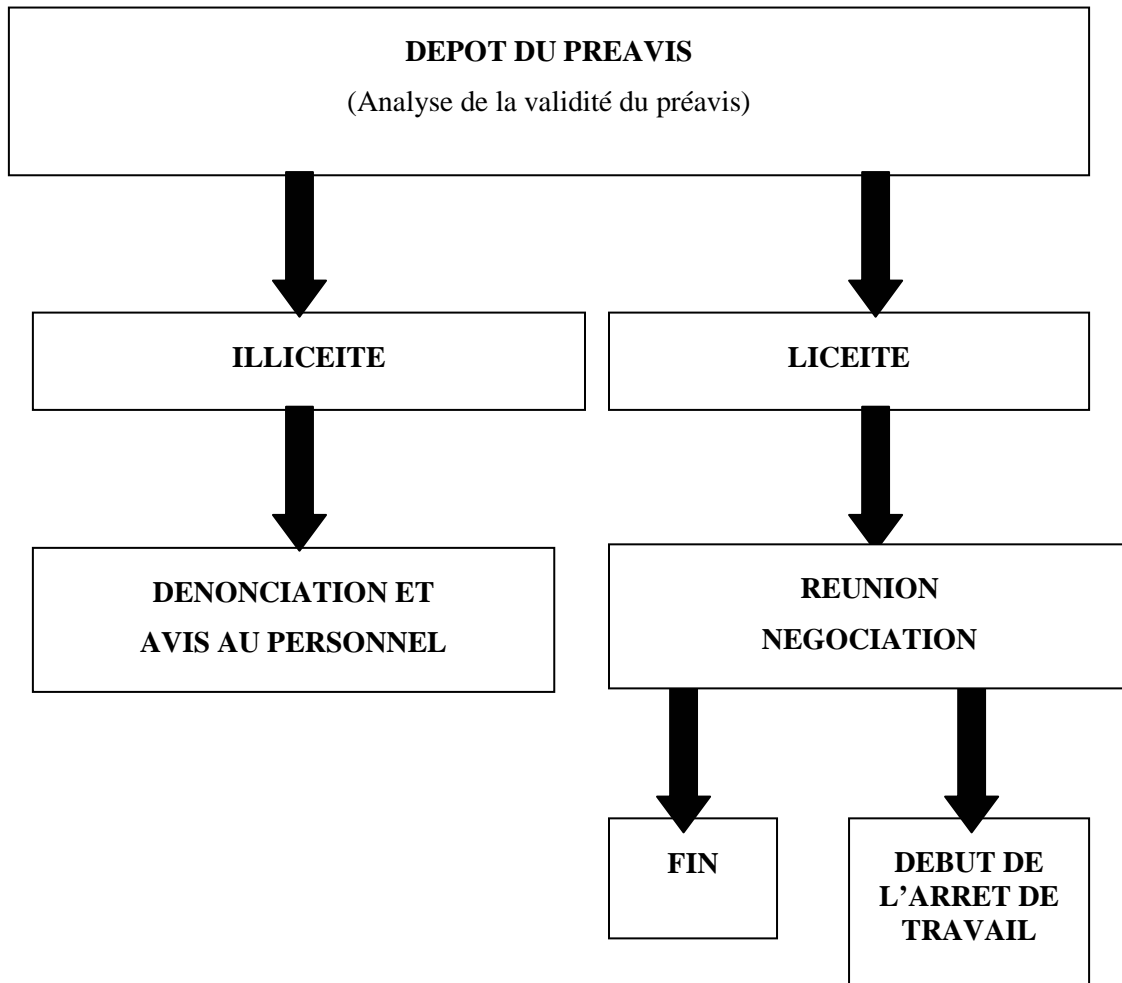 DEPOT DU PREAVIS
(Analyse de la validité du préavis)
ILLICEITE
LICEITE
DENONCIATION ET
AVIS AU PERSONNEL
REUNION
NEGOCIATION
FIN
DEBUT DE
L’ARRET DE
TRAVAIL